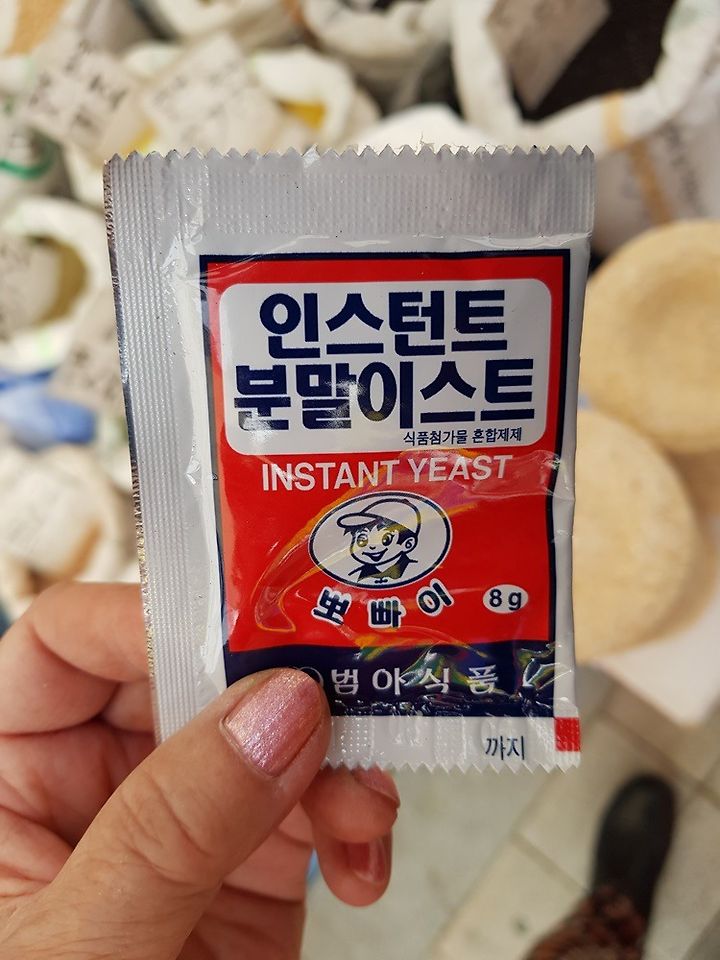 인스턴트
분말이스트
식품첨가물 혼합제제
INSTANT YEAST
뽀빠이
8g
범아식품
까지